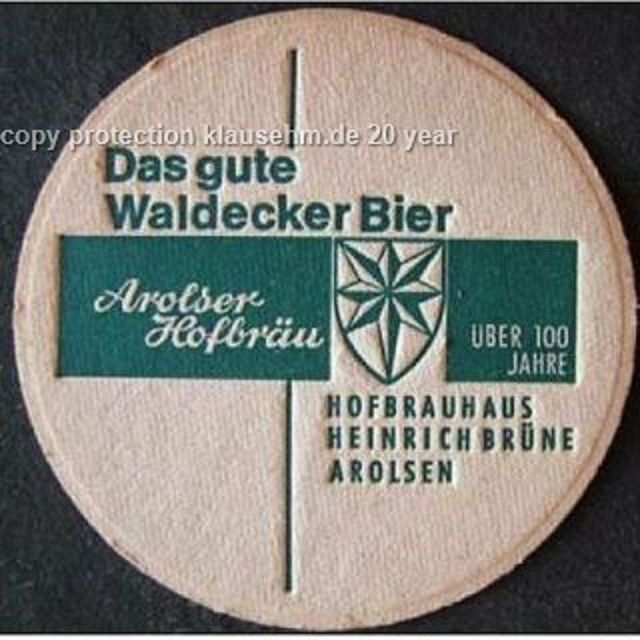 copy protection klausehm.de 20 year
Das gute
Waldecker Bier
Arolser
Hofbräu
ÜBER 100
JAHRE
HOFBRAUHAUS
HEINRICH BRÜNE
AROLSEN